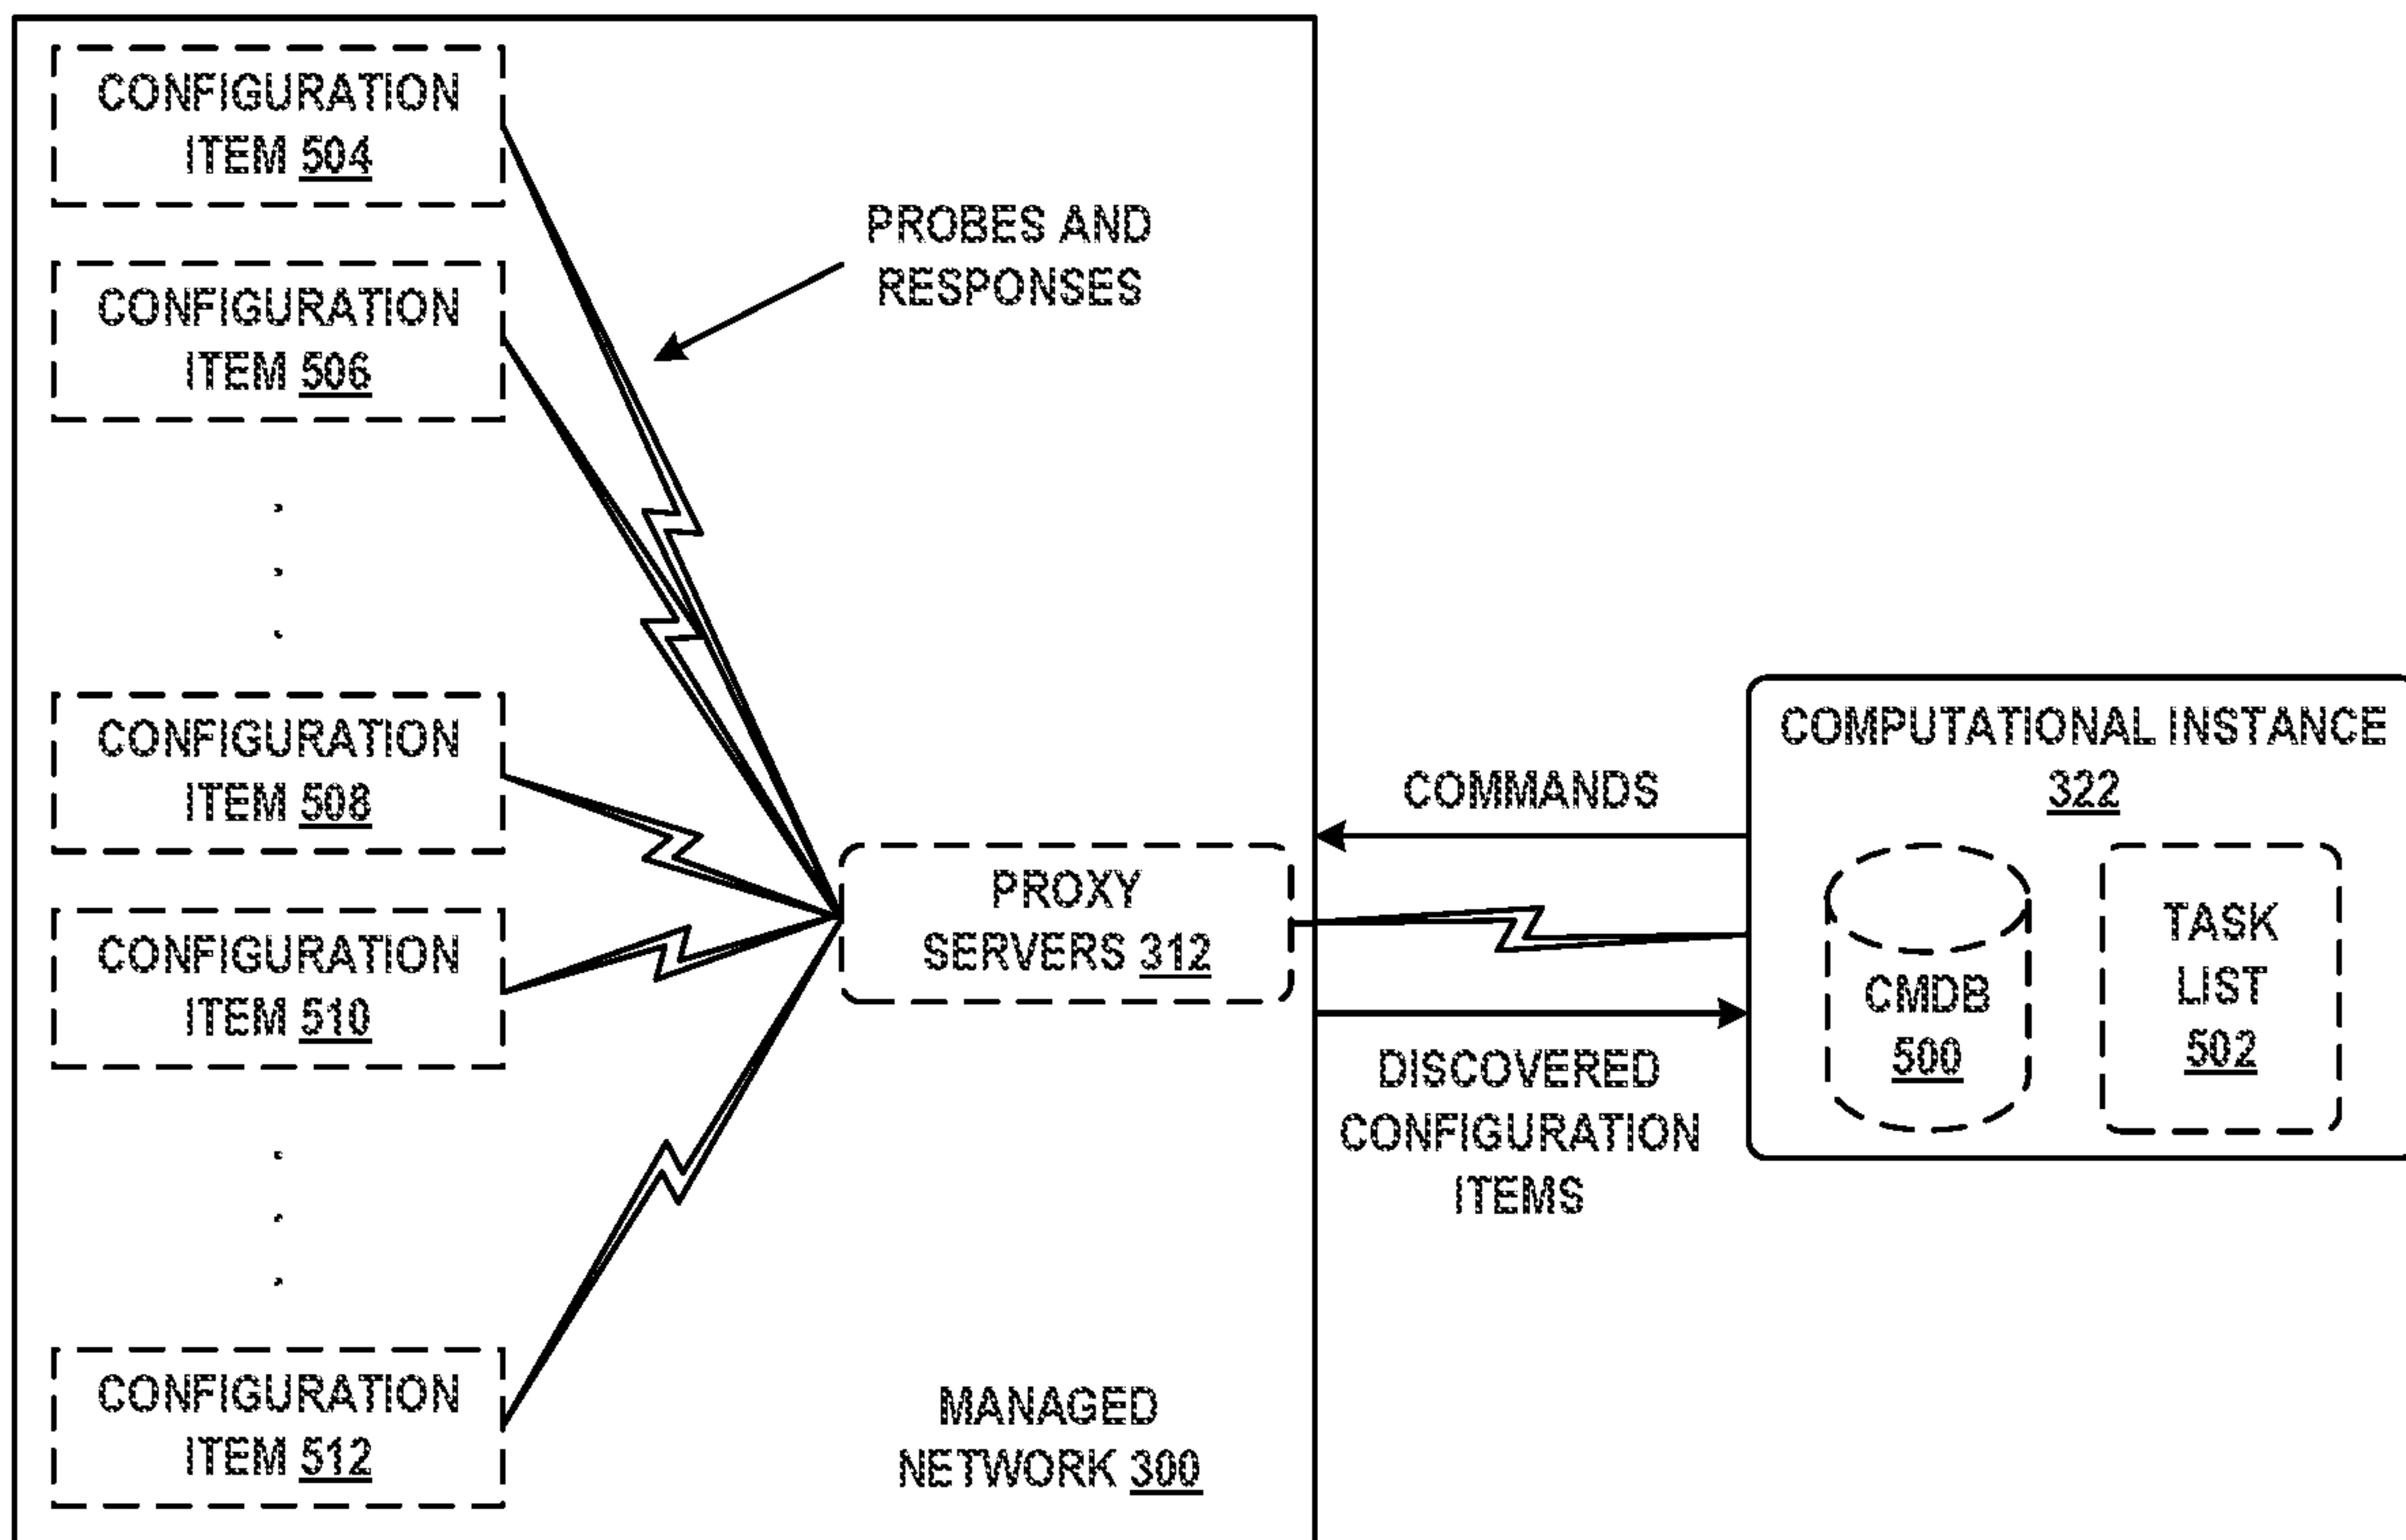 CONFIGURATION
ITEM 504
CONFIGURATION
ITEM 506
PROBES AND
RESPONSES
CONFIGURATION
ITEM 508
CONFIGURATION
ITEM 510
CONFIGURATION
ITEM 512
PROXY
SERVERS 312
MANAGED
NETWORK 300
COMMANDS
DISCOVERED
CONFIGURATION
ITEMS
COMPUTATIONAL INSTANCE
322
CMDB
500
TASK
LIST
502